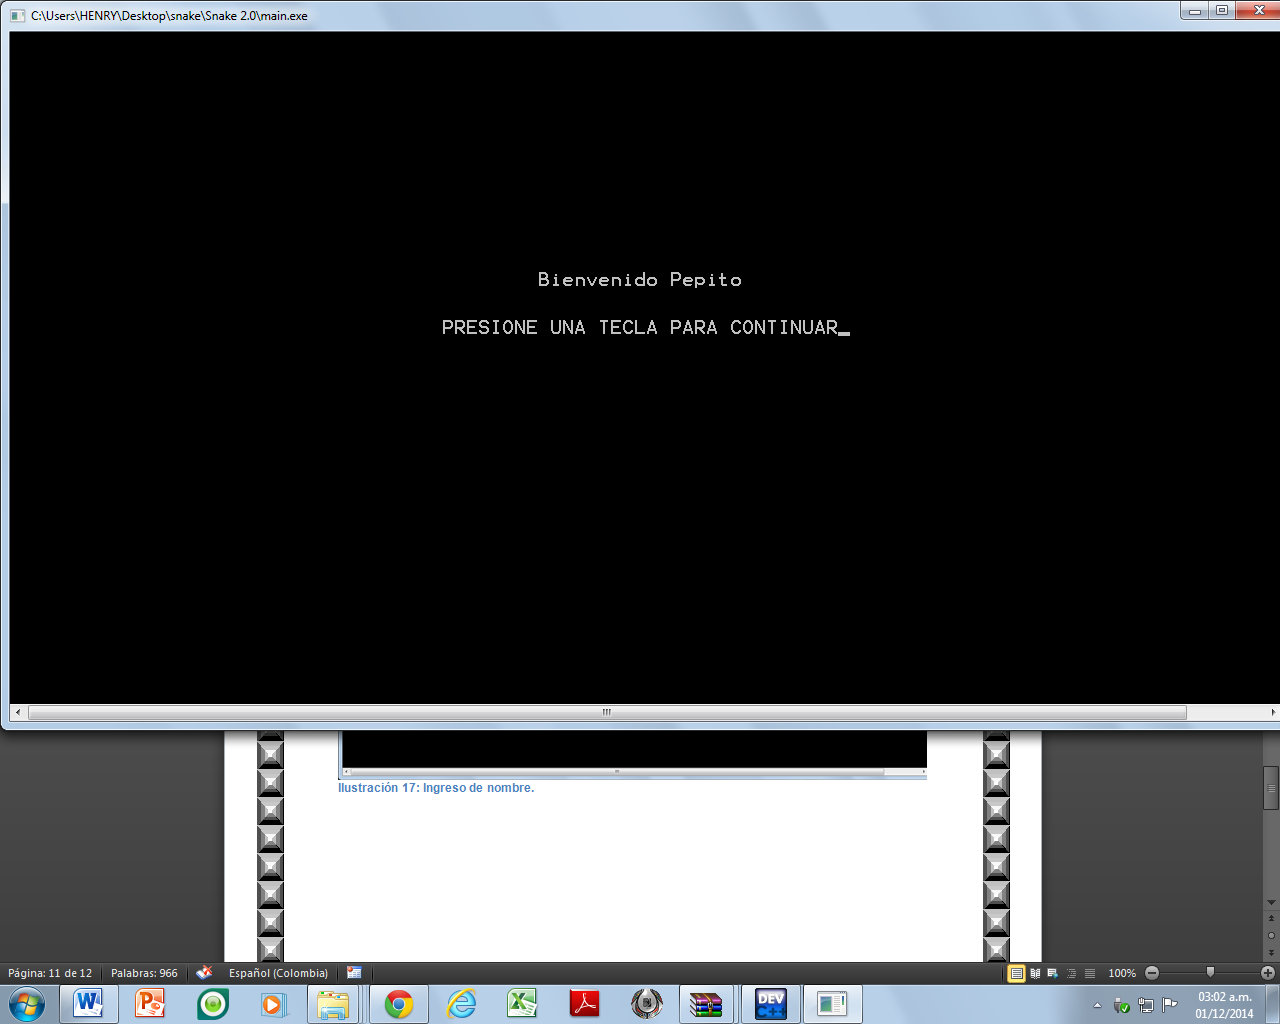 C:\Users\HENRY\Desktop\snake\Snake 2.0\main.exe
Bienvenido Pepito
PRESIONE UNA TECLA PARA CONTINUAR_
Ilustración 17: Ingreso de nombre.
Página: 11 de 12 Palabras: 966 Español (Colombia) 100%
W P DEV C++
03:02 a.m.
01/12/2014